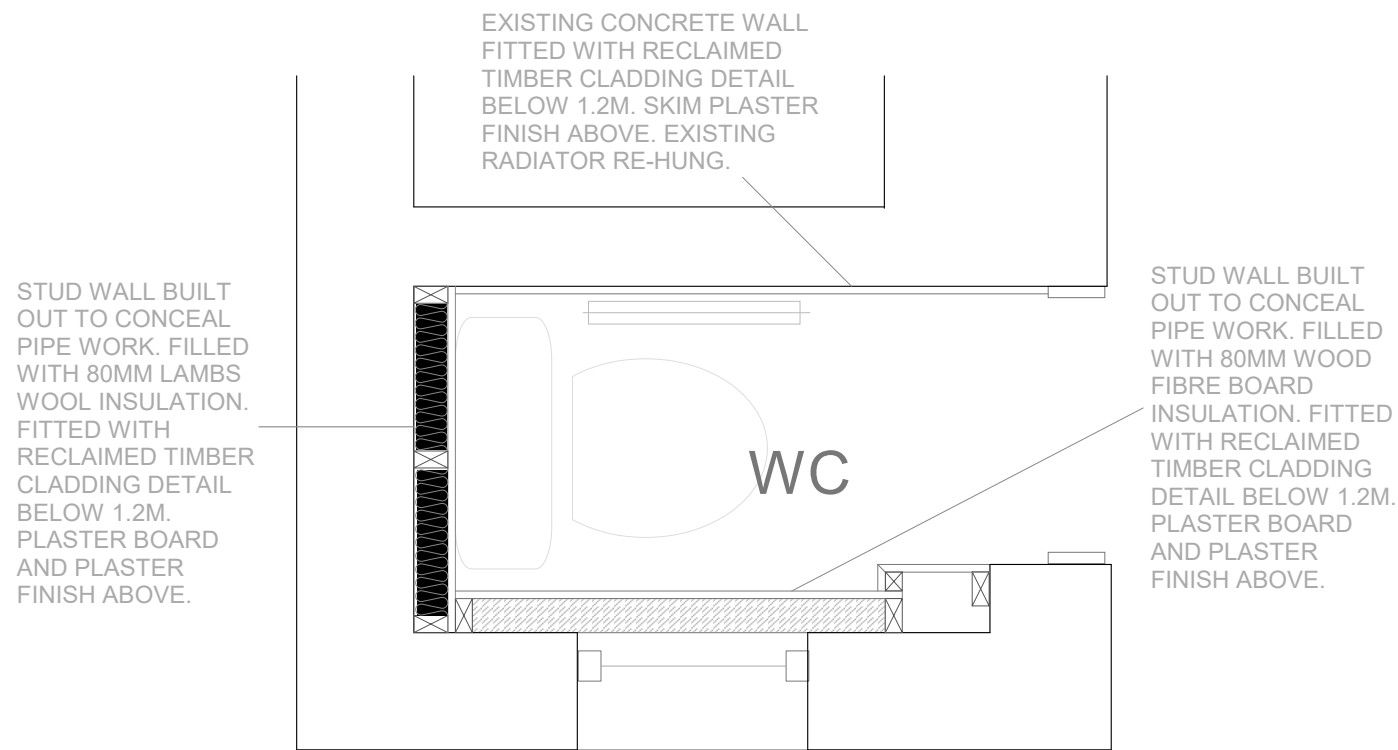 EXISTING CONCRETE WALL
FITTED WITH RECLAIMED
TIMBER CLADDING DETAIL
BELOW 1.2M. SKIM PLASTER
FINISH ABOVE. EXISTING
RADIATOR RE-HUNG.
STUD WALL BUILT
OUT TO CONCEAL
PIPE WORK. FILLED
WITH 80MM LAMBS
WOOL INSULATION.
FITTED WITH
RECLAIMED TIMBER
CLADDING DETAIL
BELOW 1.2M.
PLASTER BOARD
AND PLASTER
FINISH ABOVE.
WC
STUD WALL BUILT
OUT TO CONCEAL
PIPE WORK. FILLED
WITH 80MM WOOD
FIBRE BOARD
INSULATION. FITTED
WITH RECLAIMED
TIMBER CLADDING
DETAIL BELOW 1.2M.
PLASTER BOARD
AND PLASTER
FINISH ABOVE.